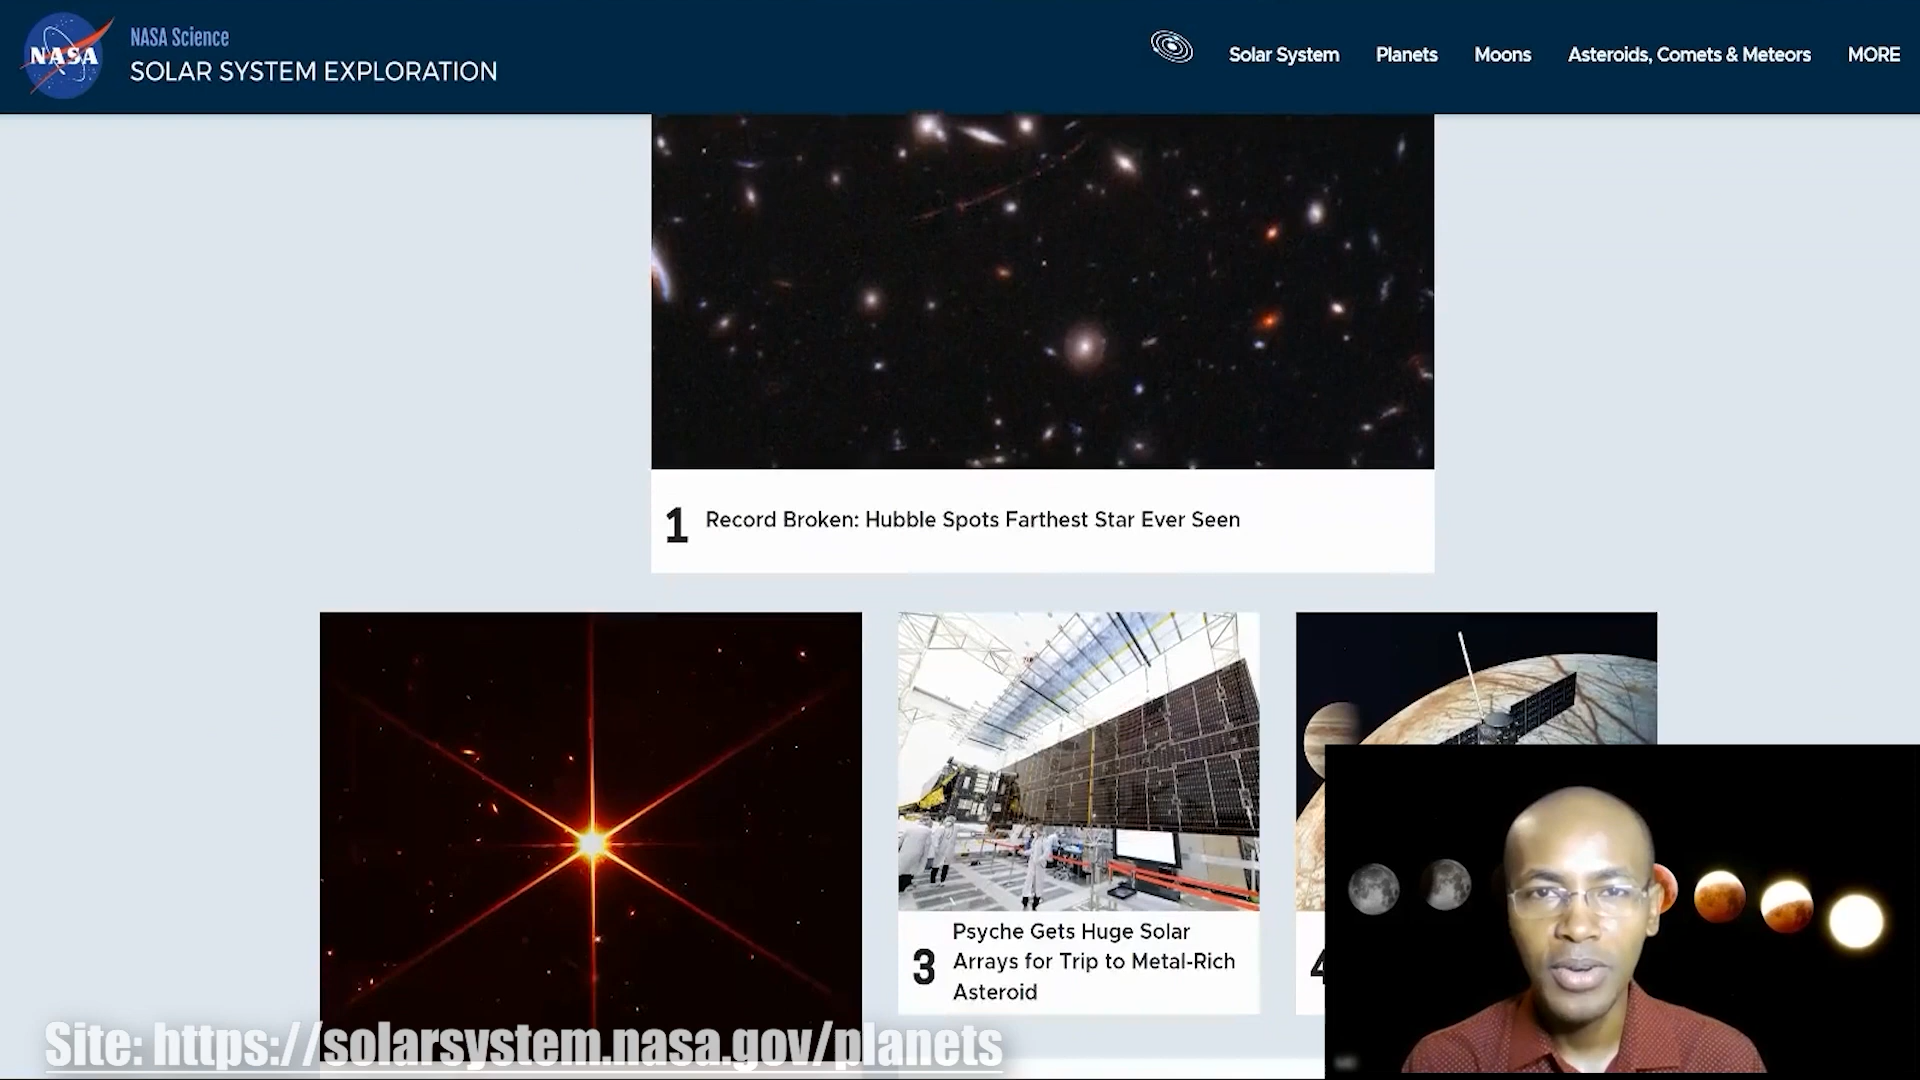 NASA
NASA Science
SOLAR SYSTEM EXPLORATION
Solar System
Planets
Moons
Asteroids, Comets & Meteors
MORE
1
Record Broken: Hubble Spots Farthest Star Ever Seen
3
Psyche Gets Huge Solar
Arrays for Trip to Metal-Rich
Asteroid
4
Site: https://solarsystem.nasa.gov/planets